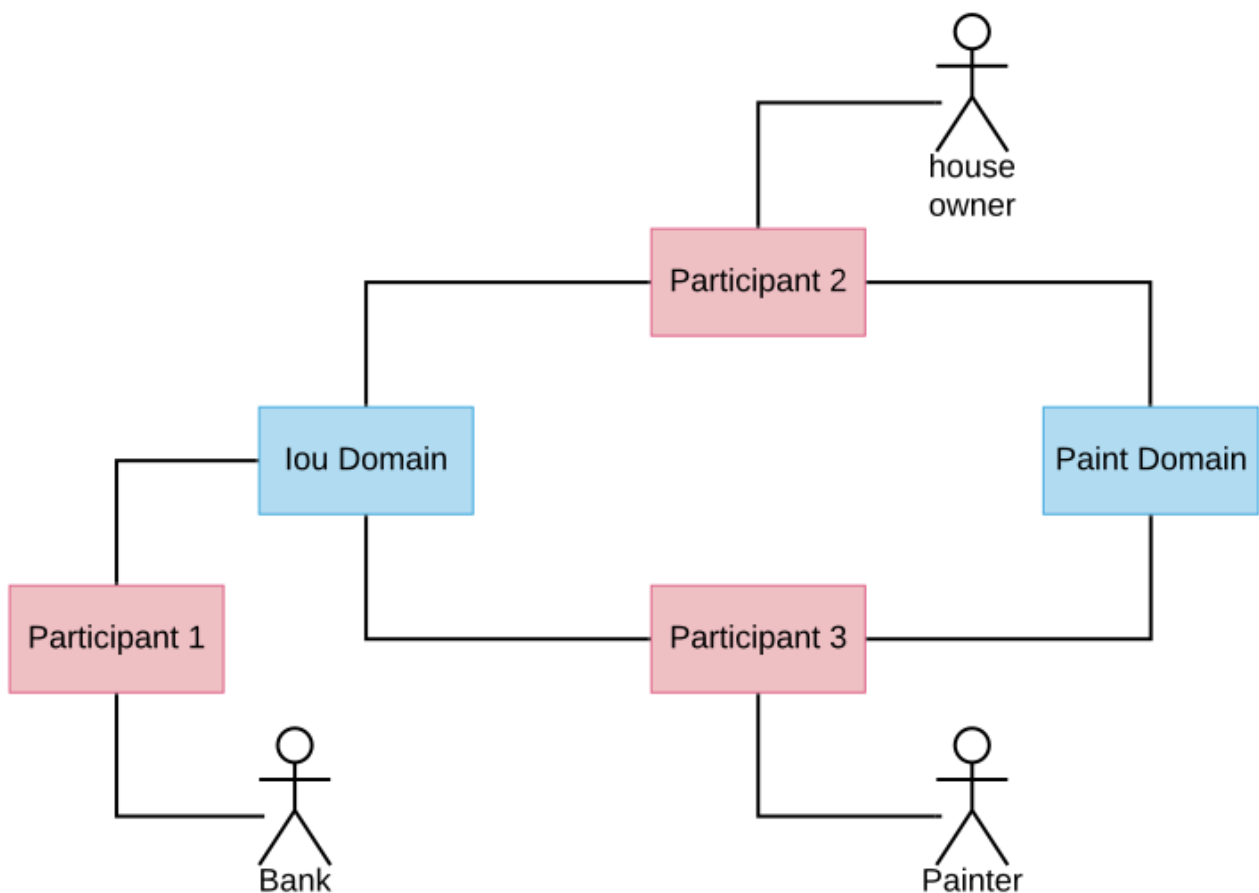 house
owner
Participant 2
Iou Domain
Paint Domain
Participant 1
Participant 3
Bank
Painter